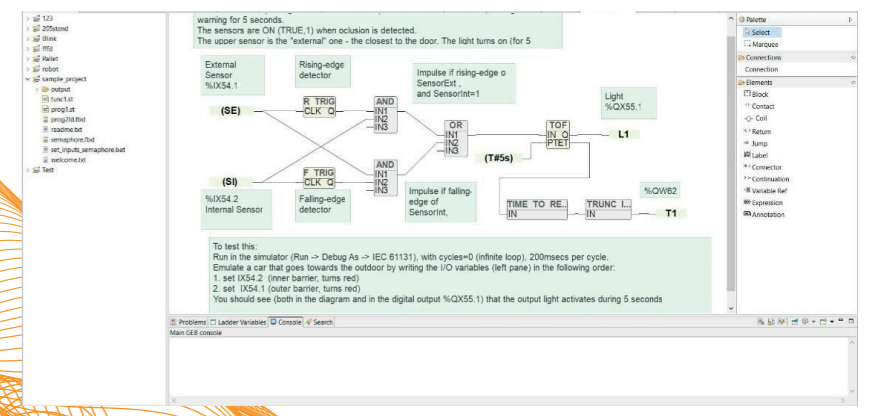 123
205stend
Blink
fffd
Pallet
robot
sample_project
output
func1.st
prog1.st
prog2ld.fbd
readme.txt
semaphore.fbd
set_inputs_semaphore.bat
welcome.txt
Test
warning for 5 seconds.
The sensors are ON (TRUE,1) when oclusion is detected.
The upper sensor is the "external" one - the closest to the door. The light turns on (for 5
External
Sensor
%IX54.1
Rising-edge
detector
Impulse if rising-edge o
SensorExt ,
and SensorInt=1
Light
%QX55.1
(SE)
R TRIG
CLK Q
AND
IN1
IN2
IN3
OR
IN1
IN2
IN3
TOF
IN Q
PTET
L1
(T#5s)
(SI)
F TRIG
CLK Q
AND
IN1
IN2
IN3
%IX54.2
Internal Sensor
Falling-edge
detector
Impulse if falling-
edge of
SensorInt,
TIME TO RE..
IN
TRUNC I...
IN
%QW62
T1
To test this:
Run in the simulator (Run -> Debug As -> IEC 61131), with cycles=0 (infinite loop), 200msecs per cycle.
Emulate a car that goes towards the outdoor by writing the I/O variables (left pane) in the following order:
1. set IX54.2 (inner barrier, turns red)
2. set IX54.1 (outer barrier, turns red)
You should see (both in the diagram and in the digital output %QX55.1) that the output light activates during 5 seconds
Palette
Select
Marquee
Connections
Connection
Elements
Block
Contact
Coil
Return
Jump
Label
Connector
Continuation
Variable Ref
Expression
Annotation
Problems Ladder Variables Console Search
Main GEB console